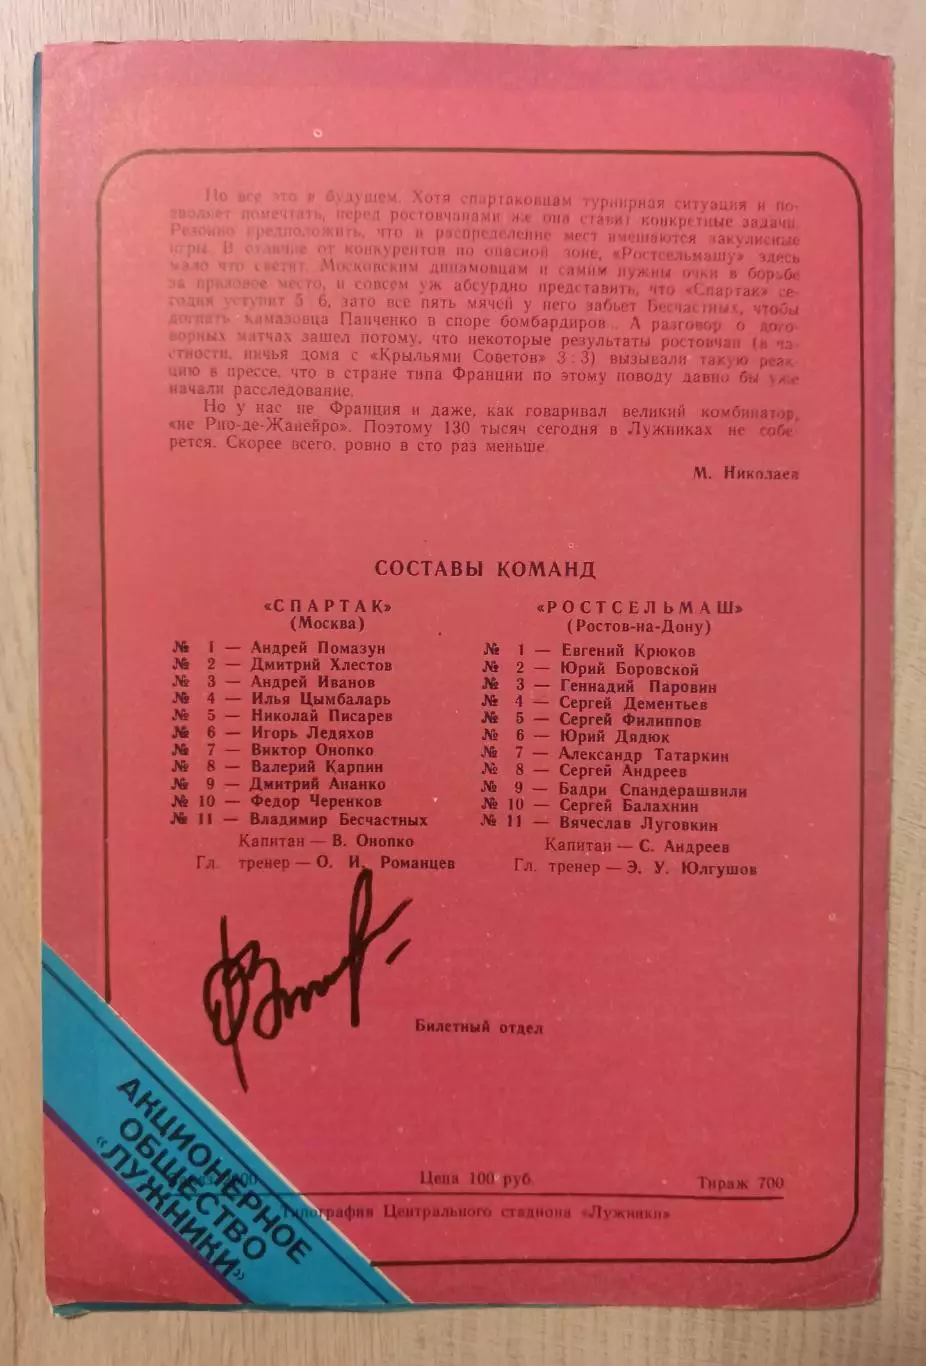 Но все это в будущем. Хотя спартаковцам турнирная ситуация и по-
зволяет помечтать, перед ростовчанами же она ставит конкретные задачи.
Резонно предположить, что в распределение мест вмешаются закулисные
игры. В отличие от конкурентов по опасной зоне, «Ростсельмашу» здесь
мало что светит. Московским динамовцам и самим нужны очки в борьбе
за призовое место, и совсем уж абсурдно представить, что «Спартак» се-
годня уступит 5 6, зато все пять мячей у него забьет Бесчастных, чтобы
догнать камазовца Панченко в споре бомбардиров... А разговор о дого-
ворных матчах зашел потому, что некоторые результаты ростовчан (в ча-
стности, ничья дома с «Крыльями Советов» 3:3) вызывали такую реак-
цию в прессе, что в стране типа Франции по этому поводу давно бы уже
начали расследование.
Но у нас не Франция и даже, как говаривал великий комбинатор,
«не Рио-де-Жанейро». Поэтому 130 тысяч сегодня в Лужниках не собе-
рется. Скорее всего, ровно в сто раз меньше.
М. Николаев
СОСТАВЫ КОМАНД
«СПАРТАК»
(Москва)
№ 1 — Андрей Помазун
№ 2 — Дмитрий Хлестов
№ 3 — Андрей Иванов
№ 4 — Илья Цымбаларь
№ 5 — Николай Писарев
№ 6 — Игорь Ледяхов
№ 7 — Виктор Онопко
№ 8 — Валерий Карпин
№ 9 — Дмитрий Ананко
№ 10 — Федор Черенков
№ 11 — Владимир Бесчастных
Капитан — В. Онопко
Гл. тренер — О. И. Романцев
«РОСТСЕЛЬМАШ»
(Ростов-на-Дону)
№ 1 — Евгений Крюков
№ 2 — Юрий Боровской
№ 3 — Геннадий Паровин
№ 4 — Сергей Дементьев
№ 5 — Сергей Филиппов
№ 6 — Юрий Дядюк
№ 7 — Александр Татаркин
№ 8 — Сергей Андреев
№ 9 — Бадри Спандерашвили
№ 10 — Сергей Балахнин
№ 11 — Вячеслав Луговкин
Капитан — С. Андреев
Гл. тренер — Э. У. Юлгушов
Билетный отдел
Цена 100 руб.
Тираж 700
Типография Центрального стадиона «Лужники»
АКЦИОНЕРНОЕ
ОБЩЕСТВО
«ЛУЖНИКИ»